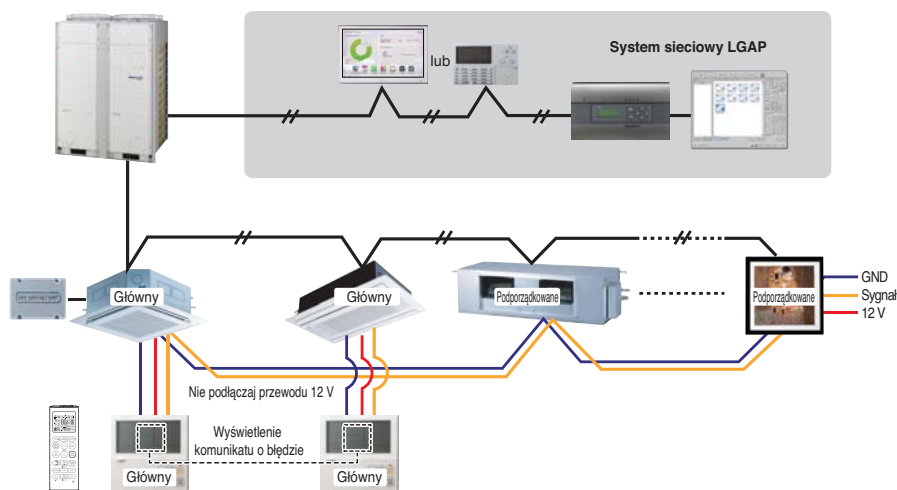 System sieciowy LGAP
lub
Główny
Główny
Podporządkowane
Podporządkowane
GND
Sygnał
12 V
Nie podłączaj przewodu 12 V
Wyświetlenie
komunikatu o błędzie
Główny
Główny